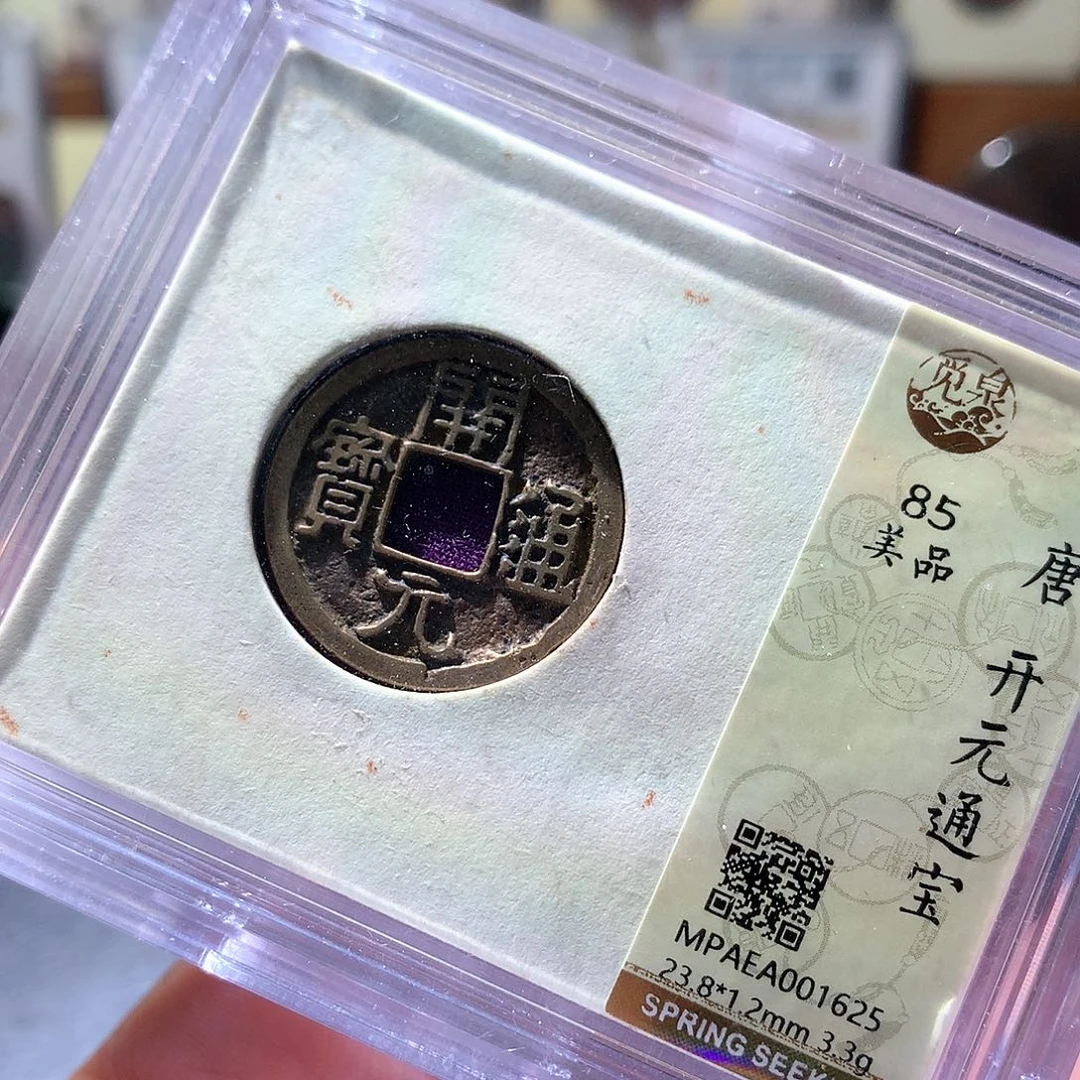 開
通
元
寶
觅泉
85
美品
唐 开元通宝
MPAEA001625
23.8*1.2mm 3.3g
SPRING SEEK